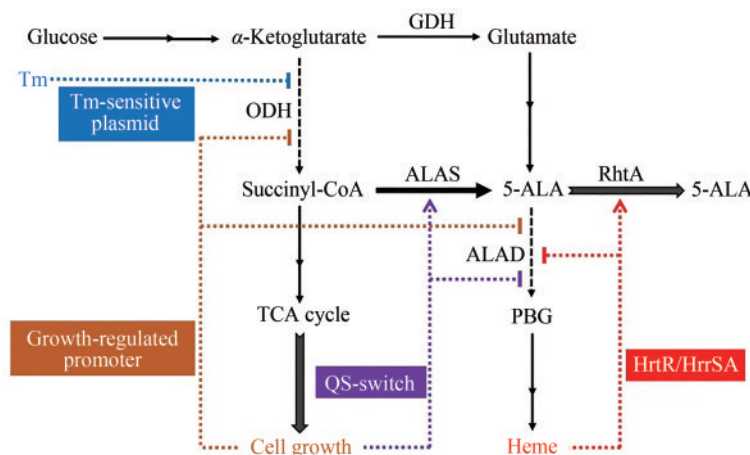 Glucose
α-Ketoglutarate
GDH
Glutamate
Tm
Tm-sensitive
plasmid
ODH
Succinyl-CoA
ALAS
5-ALA
RhtA
5-ALA
ALAD
TCA cycle
PBG
Growth-regulated
promoter
QS-switch
HrtR/HrrSA
Cell growth
Heme